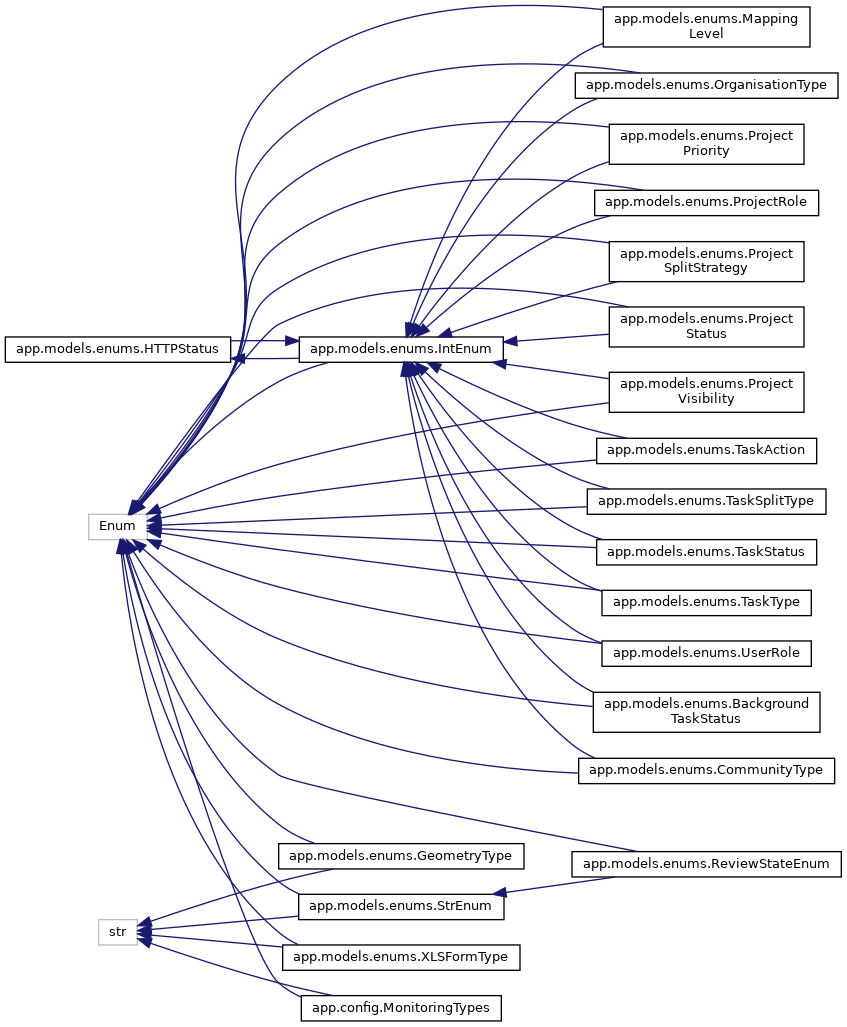 app.models.enums.Mapping
Level
app.models.enums.OrganisationType
app.models.enums.Project
Priority
app.models.enums.ProjectRole
app.models.enums.Project
SplitStrategy
app.models.enums.Project
Status
app.models.enums.HTTPStatus
app.models.enums.IntEnum
app.models.enums.Project
Visibility
app.models.enums.TaskAction
app.models.enums.TaskSplitType
Enum
app.models.enums.TaskStatus
app.models.enums.TaskType
app.models.enums.UserRole
app.models.enums.Background
TaskStatus
app.models.enums.CommunityType
app.models.enums.GeometryType
app.models.enums.ReviewStateEnum
app.models.enums.StrEnum
str
app.models.enums.XLSFormType
app.config.MonitoringTypes